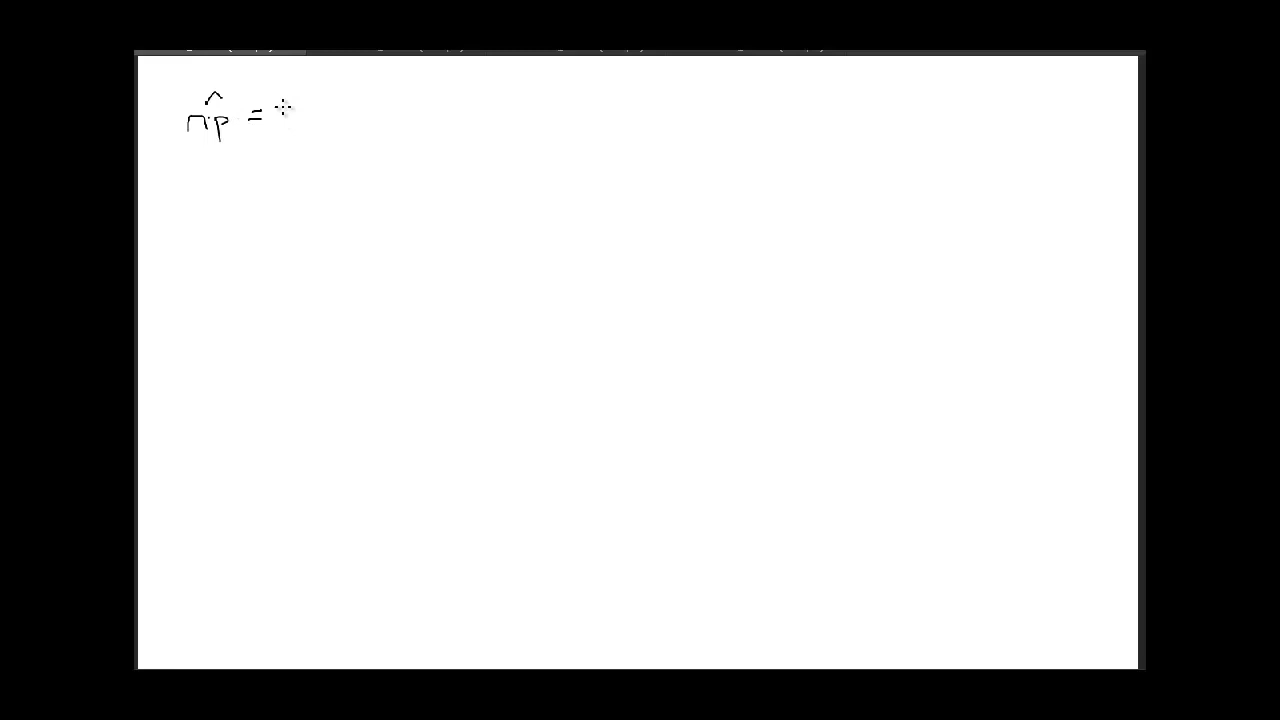 n·p̂ =